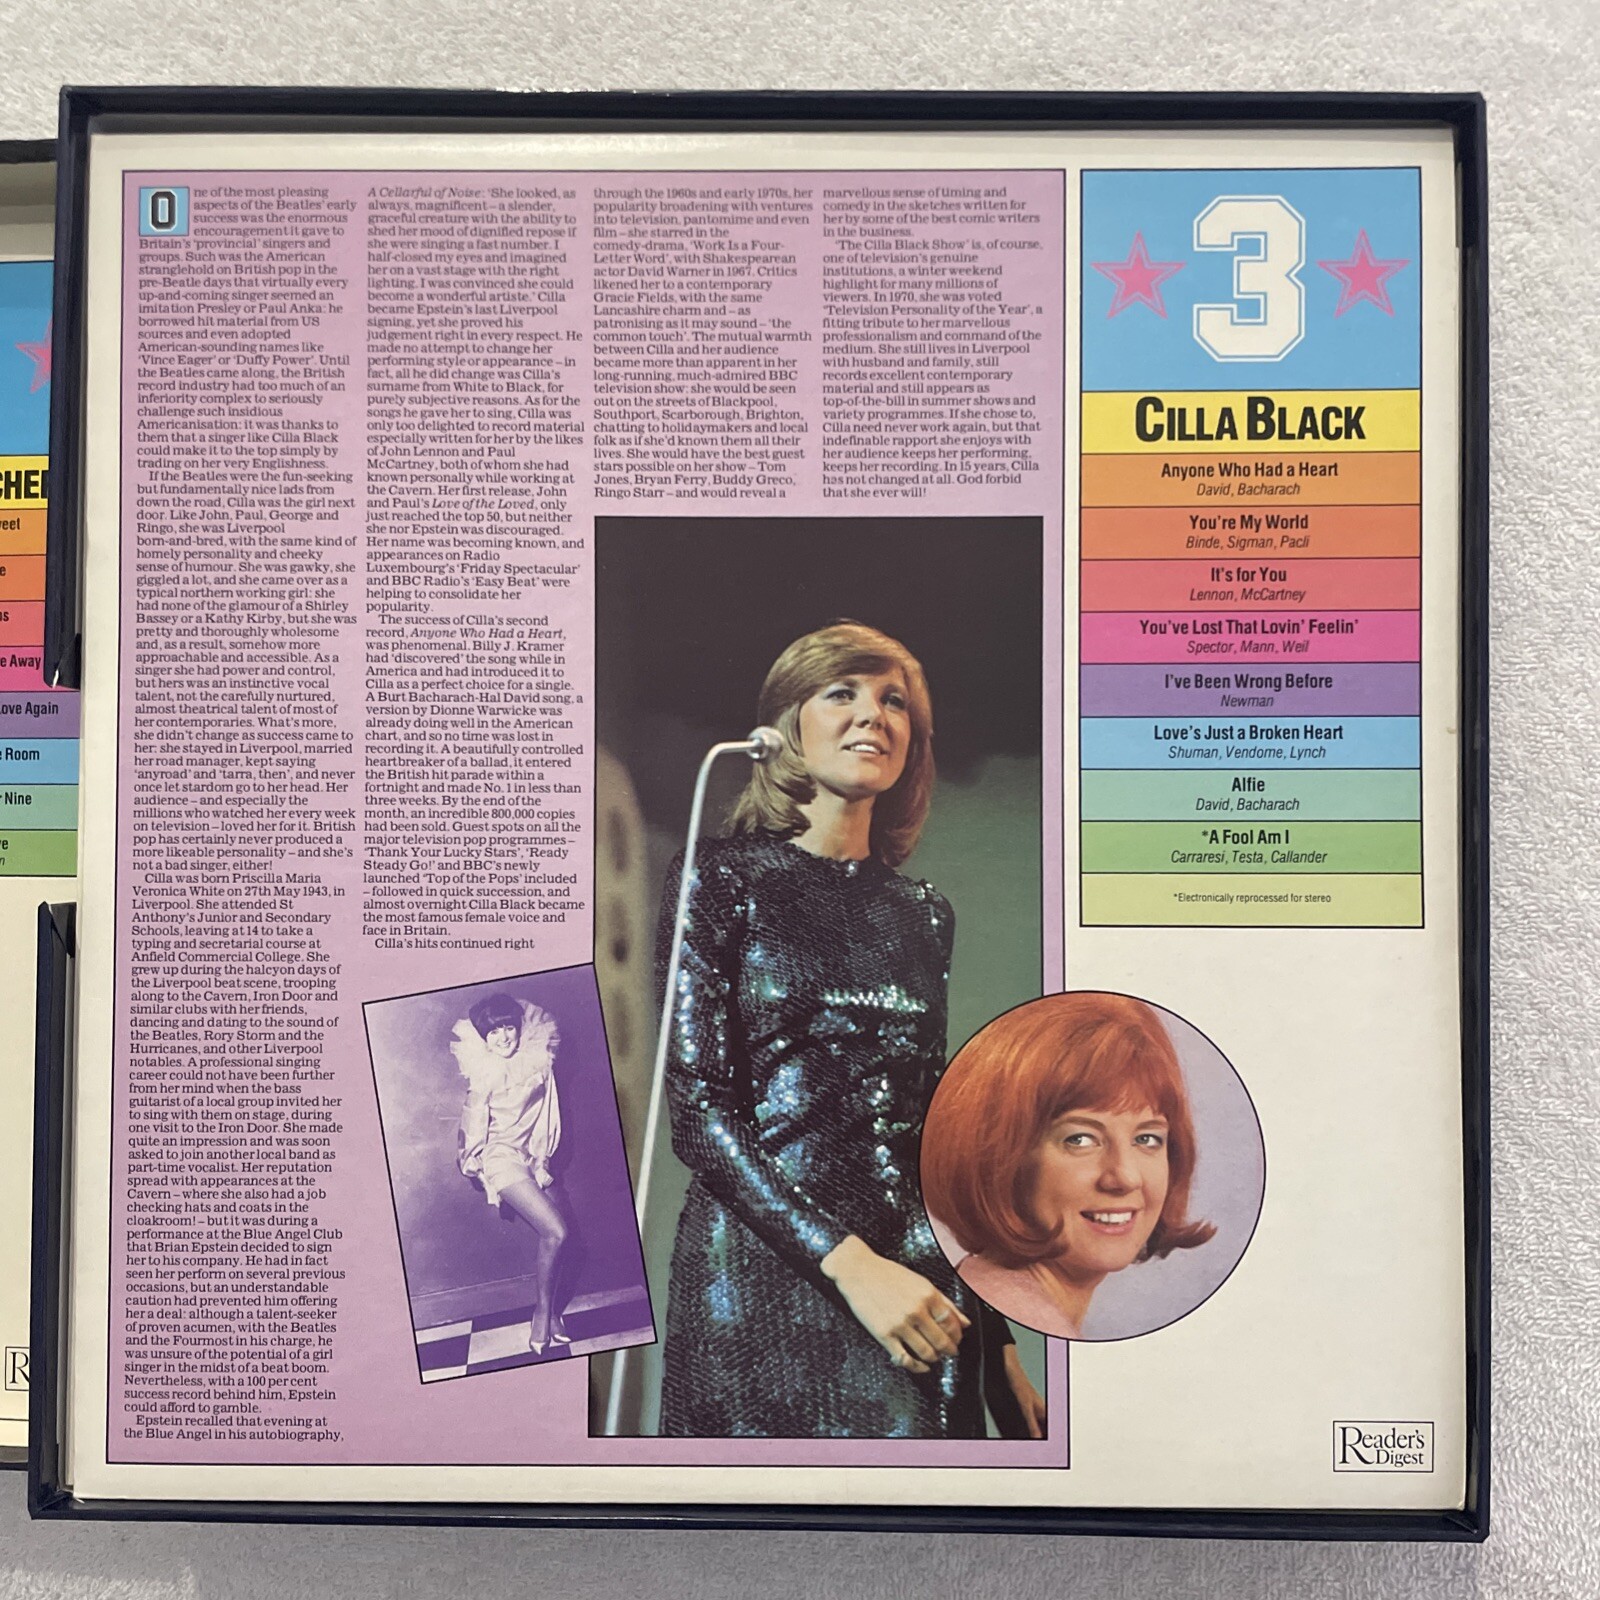 One of the most pleasing
aspects of the Beatles' early
success was the enormous
encouragement it gave to
Britain's 'provincial' singers and
groups. Such was the American
stranglehold on British pop in the
pre-Beatle days that virtually every
up-and-coming singer seemed an
imitation Presley or Paul Anka: he
borrowed hit material from US
sources and even adopted
American-sounding names like
'Vince Eager' or 'Duffy Power'. Until
the Beatles came along, the British
record industry had too much of an
inferiority complex to seriously
challenge such insidious
Americanisation: it was thanks to
them that a singer like Cilla Black
could make it to the top simply by
trading on her very Englishness.
If the Beatles were the fun-seeking
but fundamentally nice lads from
down the road, Cilla was the girl next
door. Like John, Paul, George and
Ringo, she was Liverpool
born-and-bred, with the same kind of
homely personality and cheeky
sense of humour. She was gawky, she
giggled a lot, and she came over as a
typical northern working girl: she
had none of the glamour of a Shirley
Bassey or a Kathy Kirby, but she was
pretty and thoroughly wholesome
and, as a result, somehow more
approachable and accessible. As a
singer she had power and control,
but hers was an instinctive vocal
talent, not the carefully nurtured,
almost theatrical talent of most of
her contemporaries. What's more,
she didn't change as success came to
her: she stayed in Liverpool, married
her road manager, kept saying
'anyroad' and 'tarra, then', and never
once let stardom go to her head. Her
audience – and especially the
millions who watched her every week
on television – loved her for it. British
pop has certainly never produced a
more likeable personality – and she's
not a bad singer, either!
Cilla was born Priscilla Maria
Veronica White on 27th May 1943, in
Liverpool. She attended St
Anthony's Junior and Secondary
Schools, leaving at 14 to take a
typing and secretarial course at
Anfield Commercial College. She
grew up during the halcyon days of
the Liverpool beat scene, trooping
along to the Cavern, Iron Door and
similar clubs with her friends,
dancing and dating to the sound of
the Beatles, Rory Storm and the
Hurricanes, and other Liverpool
notables. A professional singing
career could not have been further
from her mind when the bass
guitarist of a local group invited her
to sing with them on stage, during
one visit to the Iron Door. She made
quite an impression and was soon
asked to join another local band as
part-time vocalist. Her reputation
spread with appearances at the
Cavern – where she also had a job
checking hats and coats in the
cloakroom! – but it was during a
performance at the Blue Angel Club
that Brian Epstein decided to sign
her to his company. He had in fact
seen her perform on several previous
occasions, but an understandable
caution had prevented him offering
her a deal: although a talent-seeker
of proven acumen, with the Beatles
and the Fourmost in his charge, he
was unsure of the potential of a girl
singer in the midst of a beat boom.
Nevertheless, with a 100 per cent
success record behind him, Epstein
could afford to gamble.
Epstein recalled that evening at
the Blue Angel in his autobiography,
A Cellarful of Noise: 'She looked, as
always, magnificent – a slender,
graceful creature with the ability to
shed her mood of dignified repose if
she were singing a fast number. I
half-closed my eyes and imagined
her on a vast stage with the right
lighting. I was convinced she could
become a wonderful artiste.' Cilla
became Epstein's last Liverpool
signing, yet she proved his
judgement right in every respect. He
made no attempt to change her
performing style or appearance – in
fact, all he did change was Cilla's
surname from White to Black, for
purely subjective reasons. As for the
songs he gave her to sing, Cilla was
only too delighted to record material
especially written for her by the likes
of John Lennon and Paul
McCartney, both of whom she had
known personally while working at
the Cavern. Her first release, John
and Paul's Love of the Loved, only
just reached the top 50, but neither
she nor Epstein was discouraged.
Her name was becoming known, and
appearances on Radio
Luxembourg's 'Friday Spectacular'
and BBC Radio's 'Easy Beat' were
helping to consolidate her
popularity.
The success of Cilla's second
record, Anyone Who Had a Heart,
was phenomenal. Billy J. Kramer
had 'discovered' the song while in
America and had introduced it to
Cilla as a perfect choice for a single.
A Burt Bacharach-Hal David song, a
version by Dionne Warwicke was
already doing well in the American
chart, and so no time was lost in
recording it. A beautifully controlled
heartbreaker of a ballad, it entered
the British hit parade within a
fortnight and made No. 1 in less than
three weeks. By the end of the
month, an incredible 800,000 copies
had been sold. Guest spots on all the
major television pop programmes –
'Thank Your Lucky Stars', 'Ready
Steady Go!' and BBC's newly
launched 'Top of the Pops' included
– followed in quick succession, and
almost overnight Cilla Black became
the most famous female voice and
face in Britain.
Cilla's hits continued right
through the 1960s and early 1970s, her
popularity broadening with ventures
into television, pantomime and even
film – she starred in the
comedy-drama, 'Work Is a Four-
Letter Word', with Shakespearean
actor David Warner in 1967. Critics
likened her to a contemporary
Gracie Fields, with the same
Lancashire charm and – as
patronising as it may sound – 'the
common touch'. The mutual warmth
between Cilla and her audience
became more than apparent in her
long-running, much-admired BBC
television show: she would be seen
out on the streets of Blackpool,
Southport, Scarborough, Brighton,
chatting to holidaymakers and local
folk as if she'd known them all their
lives. She would have the best guest
stars possible on her show – Tom
Jones, Bryan Ferry, Buddy Greco,
Ringo Starr – and would reveal a
marvellous sense of timing and
comedy in the sketches written for
her by some of the best comic writers
in the business.
'The Cilla Black Show' is, of course,
one of television's genuine
institutions, a winter weekend
highlight for many millions of
viewers. In 1970, she was voted
'Television Personality of the Year', a
fitting tribute to her marvellous
professionalism and command of the
medium. She still lives in Liverpool
with husband and family, still
records excellent contemporary
material and still appears as
top-of-the-bill in summer shows and
variety programmes. If she chose to,
Cilla need never work again, but that
indefinable rapport she enjoys with
her audience keeps her performing,
keeps her recording. In 15 years, Cilla
has not changed at all. God forbid
that she ever will!
3
CILLA BLACK
Anyone Who Had a Heart
David, Bacharach
You're My World
Binde, Sigman, Pacli
It's for You
Lennon, McCartney
You've Lost That Lovin' Feelin'
Spector, Mann, Weil
I've Been Wrong Before
Newman
Love's Just a Broken Heart
Shuman, Vendome, Lynch
Alfie
David, Bacharach
*A Fool Am I
Carraresi, Testa, Callander
*Electronically reprocessed for stereo
Reader's
Digest
Away
Love Again
Room
Nine
R